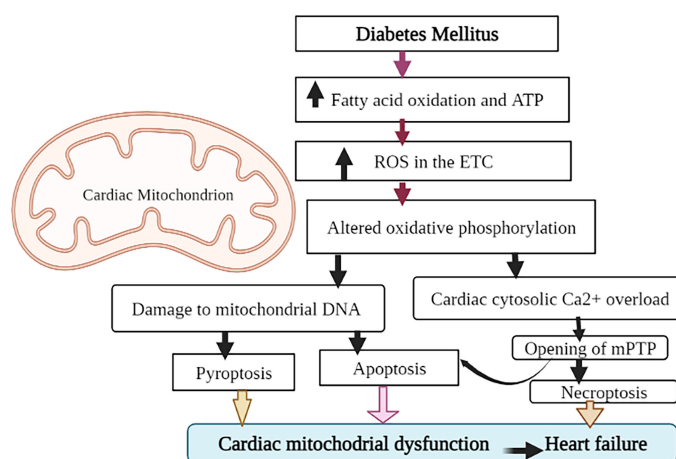 Diabetes Mellitus
Fatty acid oxidation and ATP
ROS in the ETC
Cardiac Mitochondrion
Altered oxidative phosphorylation
Damage to mitochondrial DNA
Cardiac cytosolic Ca2+ overload
Opening of mPTP
Pyroptosis
Apoptosis
Necroptosis
Cardiac mitochodrial dysfunction
Heart failure